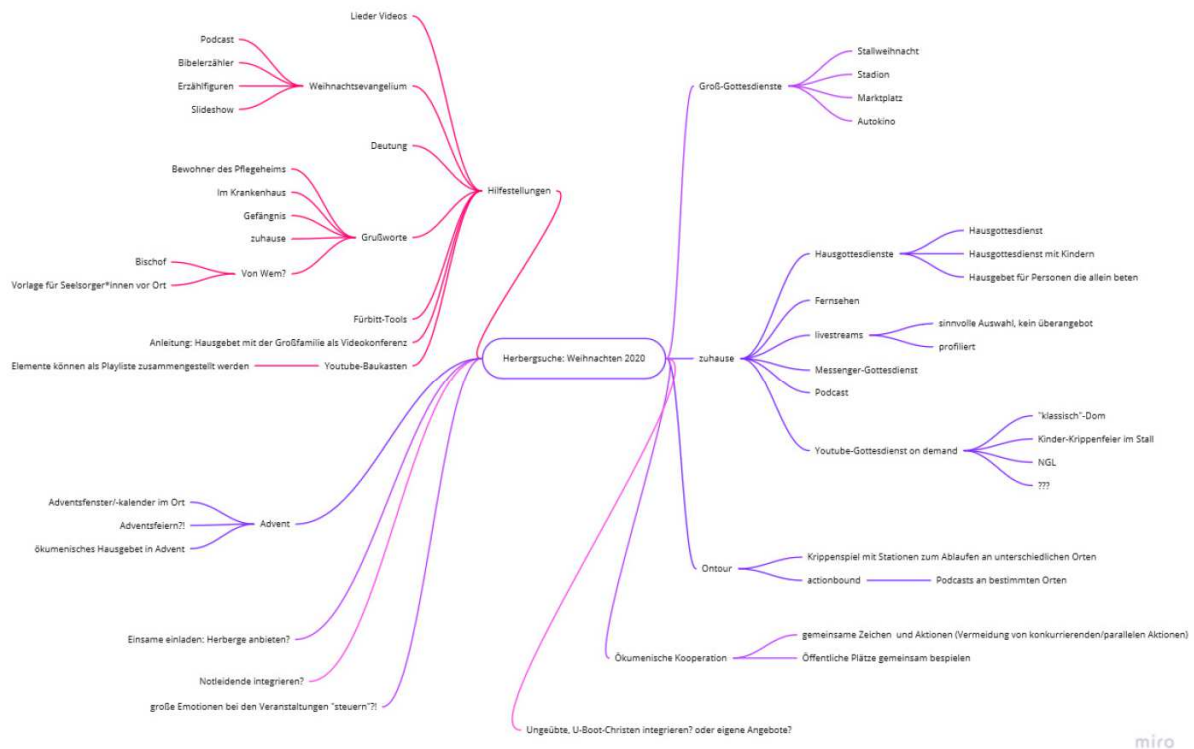 Herbergsuche: Weihnachten 2020
Hilfestellungen
Lieder Videos
Weihnachtsevangelium
Podcast
Bibelerzähler
Erzählfiguren
Slideshow
Deutung
Grußworte
Bewohner des Pflegeheims
Im Krankenhaus
Gefängnis
zuhause
Von Wem?
Bischof
Vorlage für Seelsorger*innen vor Ort
Fürbitt-Tools
Anleitung: Hausgebet mit der Großfamilie als Videokonferenz
Youtube-Baukasten
Elemente können als Playliste zusammengestellt werden
Advent
Adventsfenster/-kalender im Ort
Adventsfeiern?!
ökumenisches Hausgebet in Advent
Einsame einladen: Herberge anbieten?
Notleidende integrieren?
große Emotionen bei den Veranstaltungen "steuern"?!
Groß-Gottesdienste
Stallweihnacht
Stadion
Marktplatz
Autokino
zuhause
Hausgottesdienste
Hausgottesdienst
Hausgottesdienst mit Kindern
Hausgebet für Personen die allein beten
Fernsehen
livestreams
sinnvolle Auswahl, kein überangebot
profiliert
Messenger-Gottesdienst
Podcast
Youtube-Gottesdienst on demand
"klassisch"-Dom
Kinder-Krippenfeier im Stall
NGL
???
Ontour
Krippenspiel mit Stationen zum Ablaufen an unterschiedlichen Orten
actionbound
Podcasts an bestimmten Orten
Ökumenische Kooperation
gemeinsame Zeichen und Aktionen (Vermeidung von konkurrierenden/parallelen Aktionen)
Öffentliche Plätze gemeinsam bespielen
Ungeübte, U-Boot-Christen integrieren? oder eigene Angebote?
miro